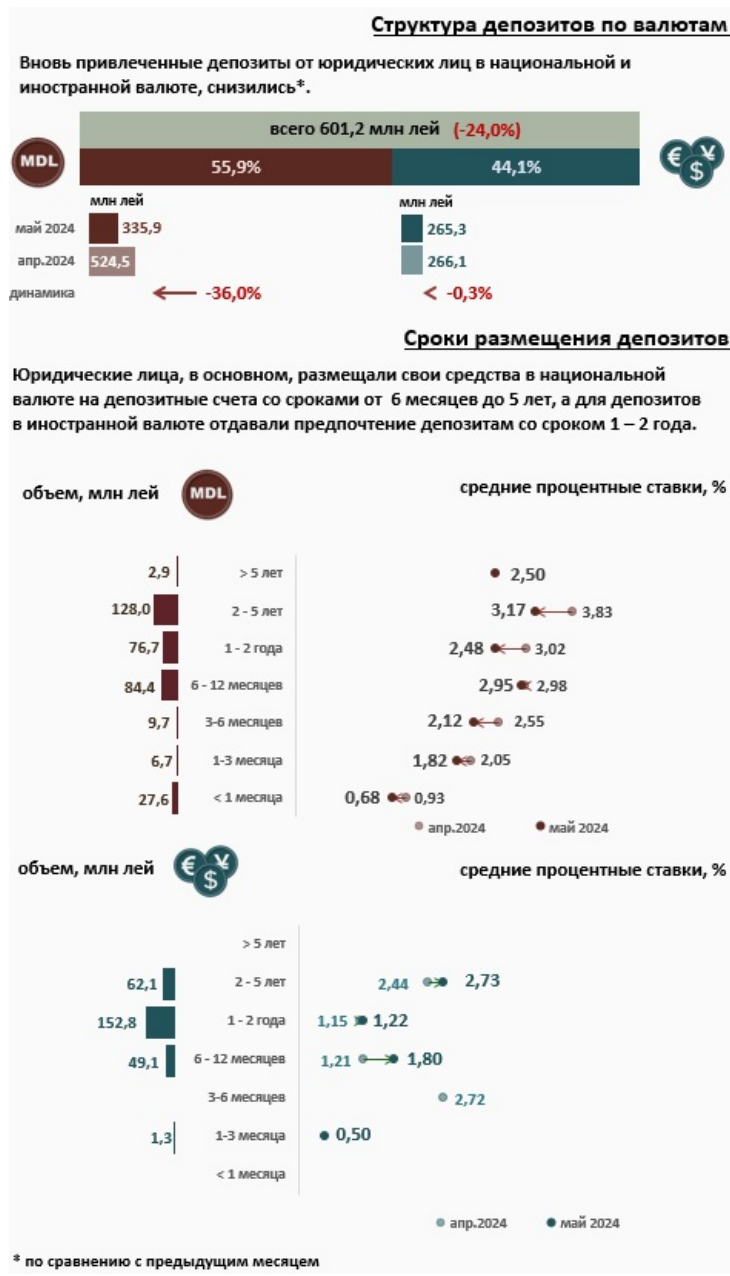 Структура депозитов по валютам
Вновь привлеченные депозиты от юридических лиц в национальной и
иностранной валюте, снизились*.
всего 601,2 млн лей (-24,0%)
MDL 55,9% 44,1% € ¥ $
млн лей млн лей
май 2024 335,9 265,3
апр.2024 524,5 266,1
динамика -36,0% -0,3%
Сроки размещения депозитов
Юридические лица, в основном, размещали свои средства в национальной
валюте на депозитные счета со сроками от 6 месяцев до 5 лет, а для депозитов
в иностранной валюте отдавали предпочтение депозитам со сроком 1 – 2 года.
объем, млн лей MDL средние процентные ставки, %
2,9 > 5 лет 2,50
128,0 2 - 5 лет 3,17 3,83
76,7 1 - 2 года 2,48 3,02
84,4 6 - 12 месяцев 2,95 2,98
9,7 3-6 месяцев 2,12 2,55
6,7 1-3 месяца 1,82 2,05
27,6 < 1 месяца 0,68 0,93
апр.2024 май 2024
объем, млн лей € ¥ $ средние процентные ставки, %
> 5 лет
62,1 2 - 5 лет 2,44 2,73
152,8 1 - 2 года 1,15 1,22
49,1 6 - 12 месяцев 1,21 1,80
3-6 месяцев 2,72
1,3 1-3 месяца 0,50
< 1 месяца
апр.2024 май 2024
* по сравнению с предыдущим месяцем